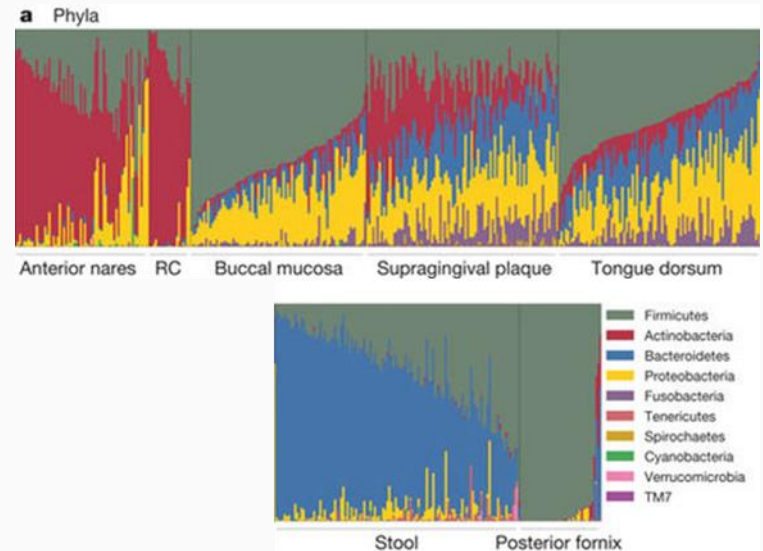 a Phyla
Anterior nares RC Buccal mucosa Supragingival plaque Tongue dorsum
Firmicutes
Actinobacteria
Bacteroidetes
Proteobacteria
Fusobacteria
Tenericutes
Spirochaetes
Cyanobacteria
Verrucomicrobia
TM7
Stool Posterior fornix